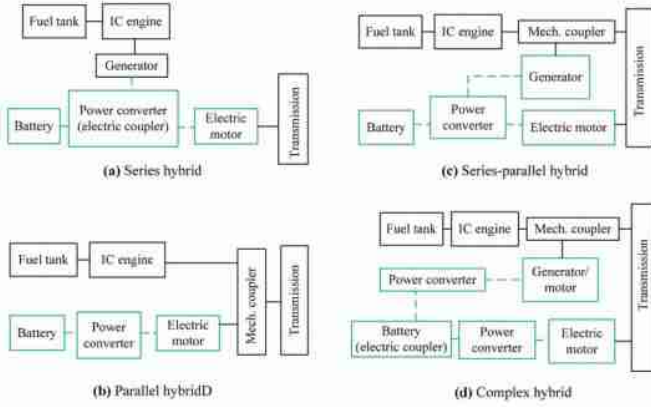 Fuel tank
IC engine
Generator
Battery
Power converter
(electric coupler)
Electric
motor
Transmission
(a) Series hybrid
Fuel tank
IC engine
Battery
Power
converter
Electric
motor
Mech. coupler
Transmission
(b) Parallel hybridD
Fuel tank
IC engine
Mech. coupler
Generator
Battery
Power
converter
Electric motor
Transmission
(c) Series-parallel hybrid
Fuel tank
IC engine
Mech. coupler
Power converter
Generator/
motor
Battery
(electric coupler)
Power
converter
Electric
motor
Transmission
(d) Complex hybrid